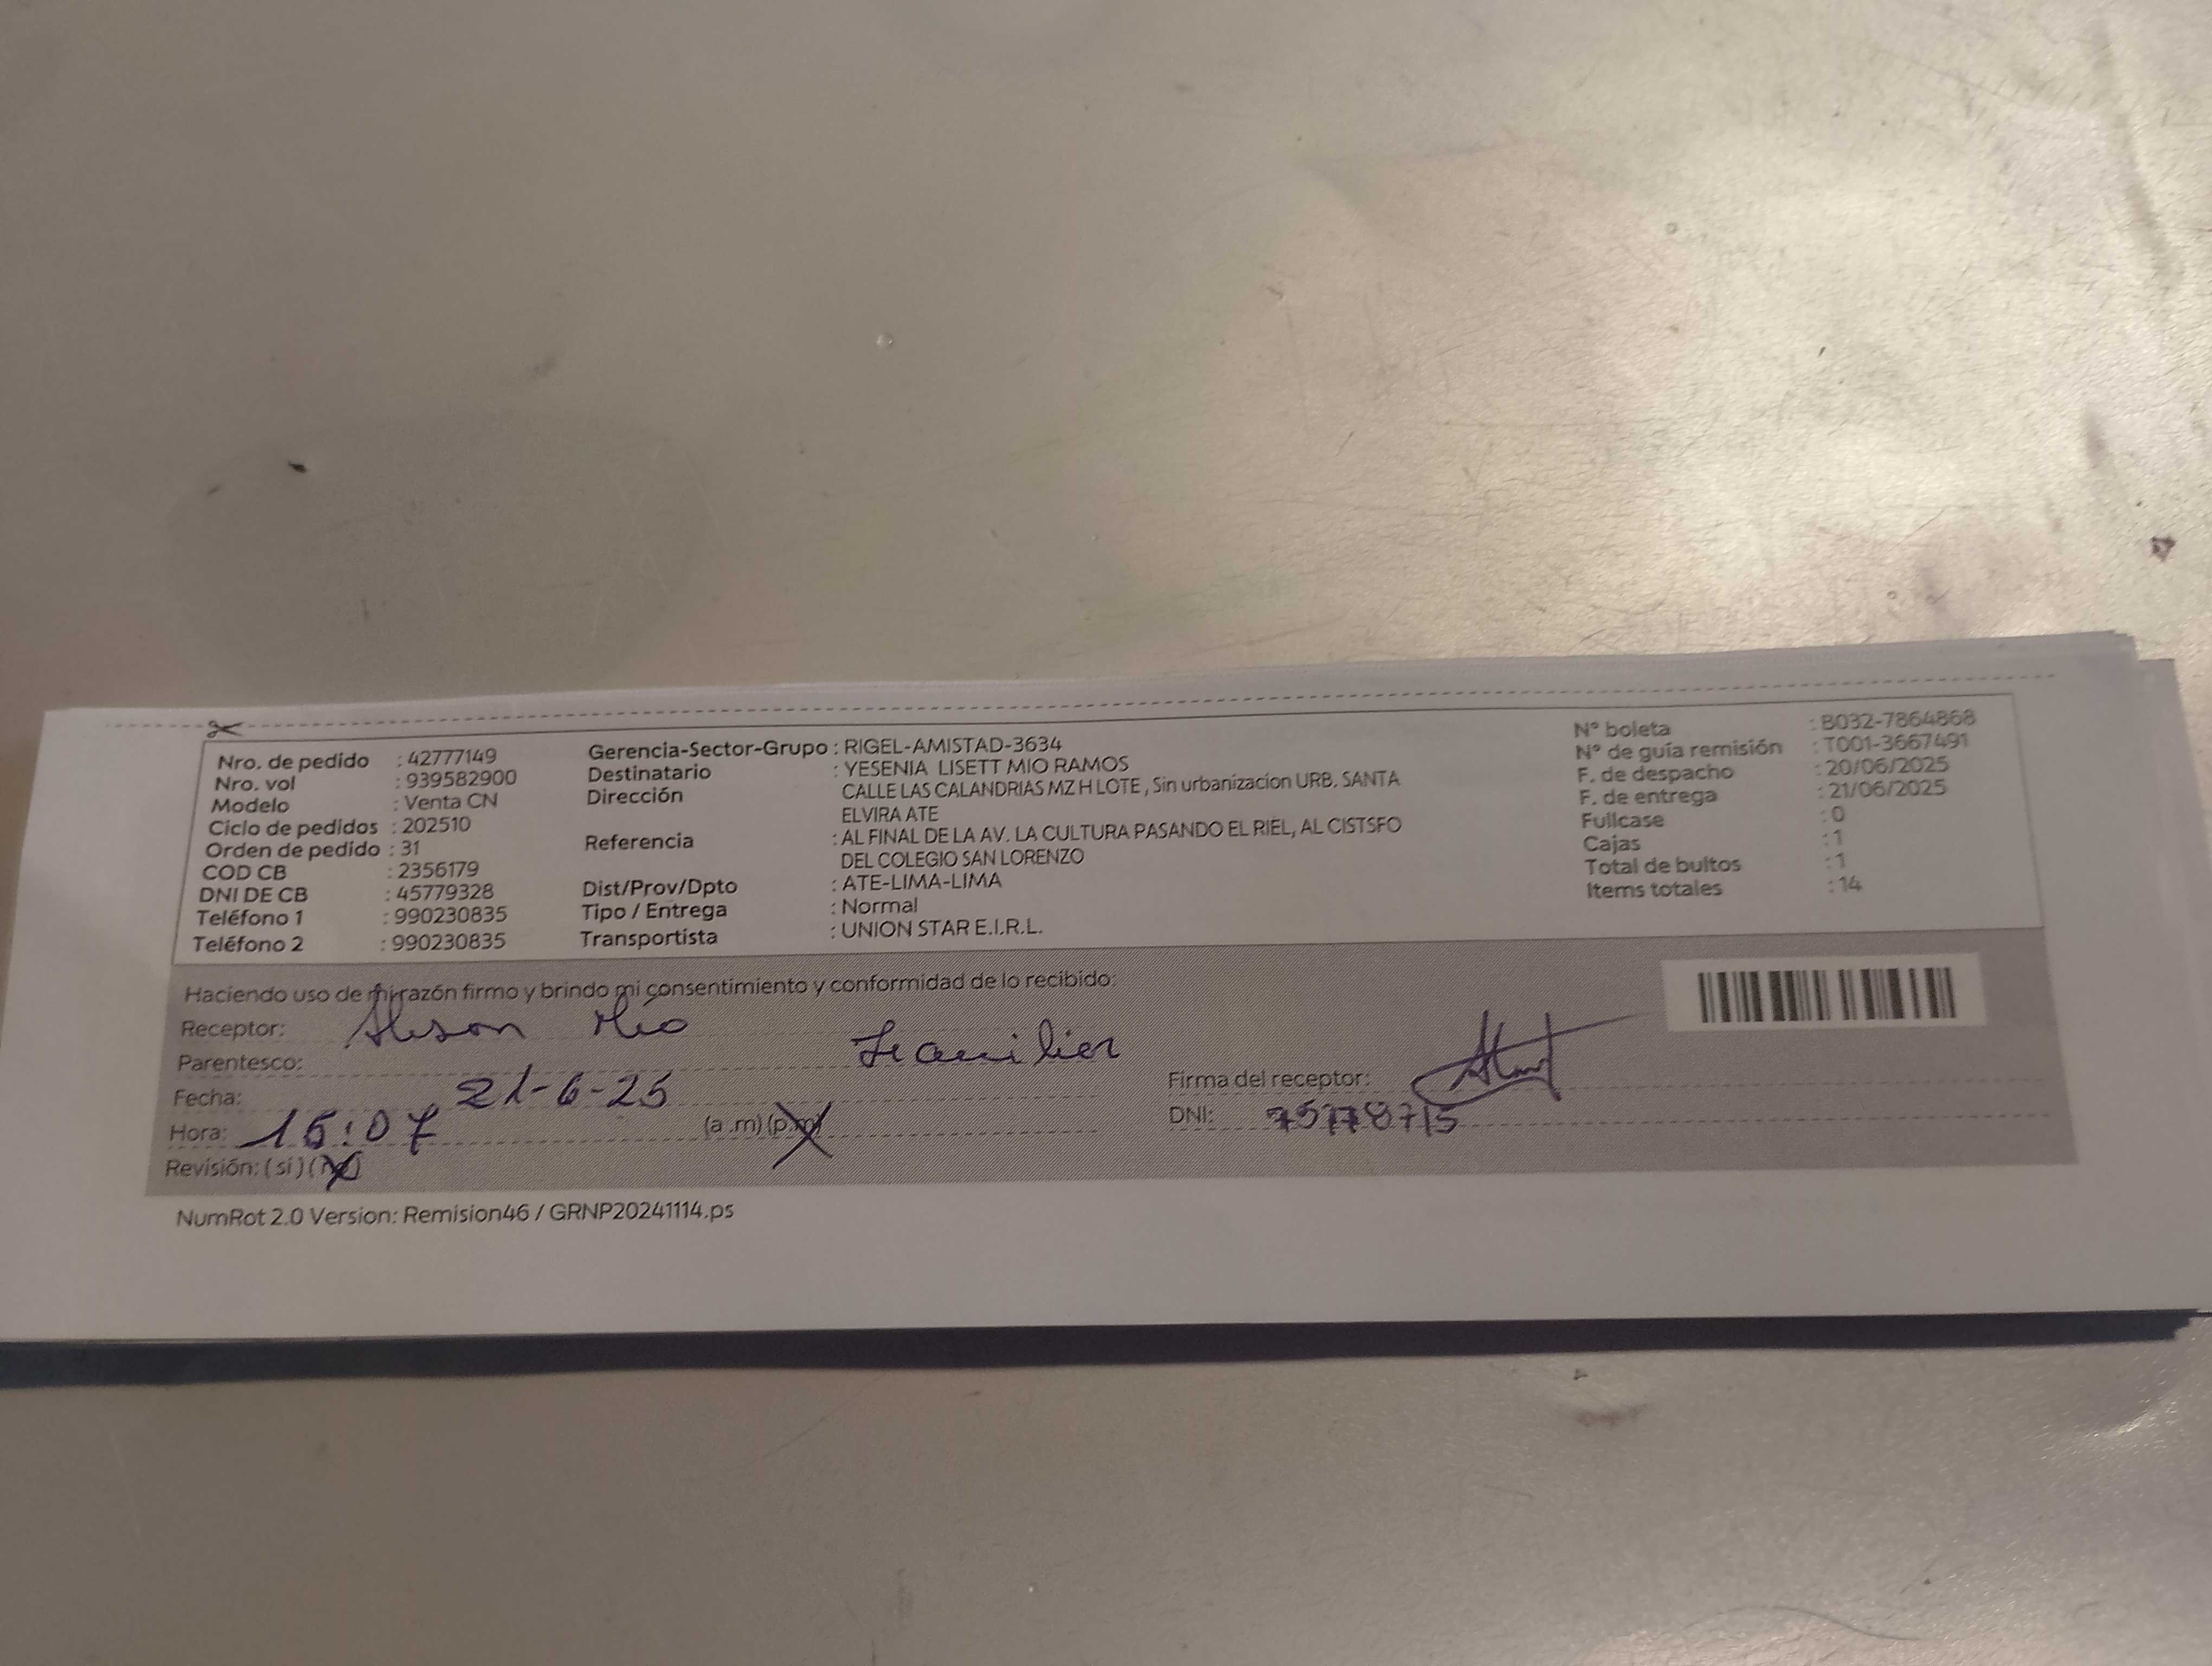 Nro. de pedido : 42777149
Nro. vol : 939582900
Modelo : Venta CN
Ciclo de pedidos : 202510
Orden de pedido : 31
COD CB : 2356179
DNI DE CB : 45779328
Teléfono 1 : 990230835
Teléfono 2 : 990230835
Gerencia-Sector-Grupo : RIGEL-AMISTAD-3634
Destinatario : YESENIA LISETT MIO RAMOS
Dirección CALLE LAS CALANDRIAS MZ H LOTE , Sin urbanizacion URB. SANTA
ELVIRA ATE
Referencia : AL FINAL DE LA AV. LA CULTURA PASANDO EL RIEL, AL CISTSFO
DEL COLEGIO SAN LORENZO
Dist/Prov/Dpto : ATE-LIMA-LIMA
Tipo / Entrega : Normal
Transportista : UNION STAR E.I.R.L.
N° boleta : B032-7864868
N° de guía remisión : T001-3667491
F. de despacho : 20/06/2025
F. de entrega : 21/06/2025
Fullcase : 0
Cajas : 1
Total de bultos : 1
Items totales : 14
Haciendo uso de mi razón firmo y brindo mi consentimiento y conformidad de lo recibido:
Receptor: Alison Mio
Parentesco: Familiar
Fecha: 21-6-25
Hora: 15:07 (a .m) (p.m)
Revisión: ( si ) ( no )
Firma del receptor:
DNI:
NumRot 2.0 Version: Remision46 / GRNP20241114.ps